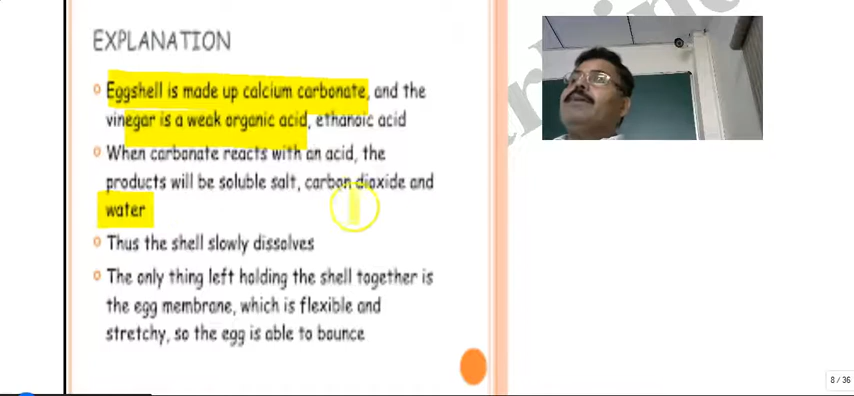 EXPLANATION
Eggshell is made up calcium carbonate, and the
vinegar is a weak organic acid, ethanoic acid
When carbonate reacts with an acid, the
products will be soluble salt, carbon dioxide and
water
Thus the shell slowly dissolves
The only thing left holding the shell together is
the egg membrane, which is flexible and
stretchy, so the egg is able to bounce
8 / 36